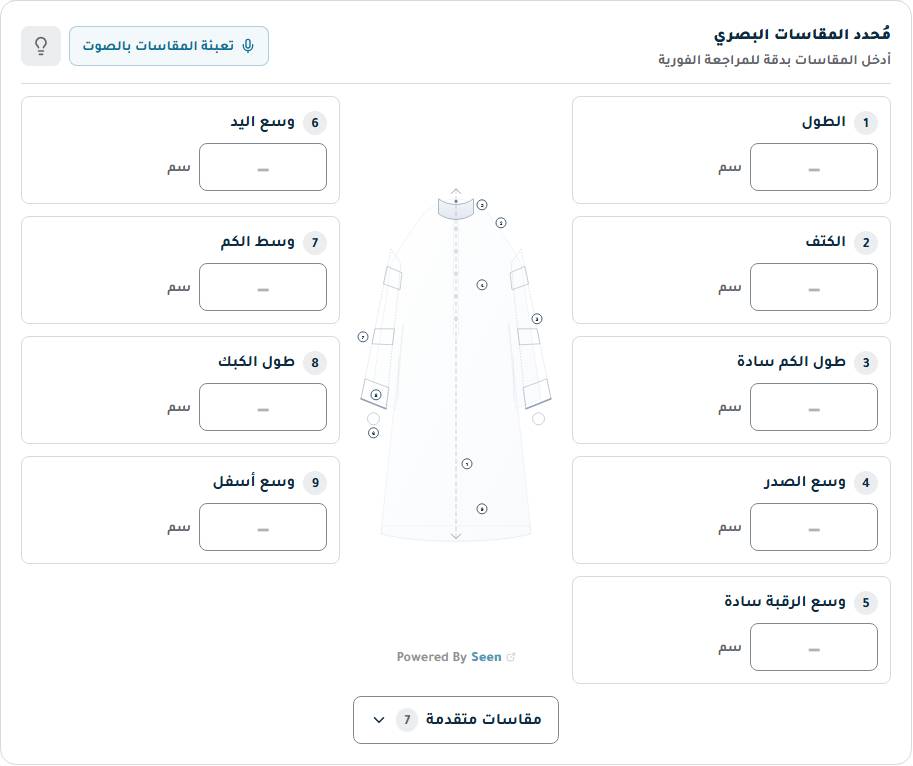 مُحدد المقاسات البصري
أدخل المقاسات بدقة للمراجعة الفورية
تعبئة المقاسات بالصوت
1 الطول
– سم
2 الكتف
– سم
3 طول الكم سادة
– سم
4 وسع الصدر
– سم
5 وسع الرقبة سادة
– سم
6 وسع اليد
– سم
7 وسط الكم
– سم
8 طول الكبك
– سم
9 وسع أسفل
– سم
Powered By Seen
مقاسات متقدمة 7